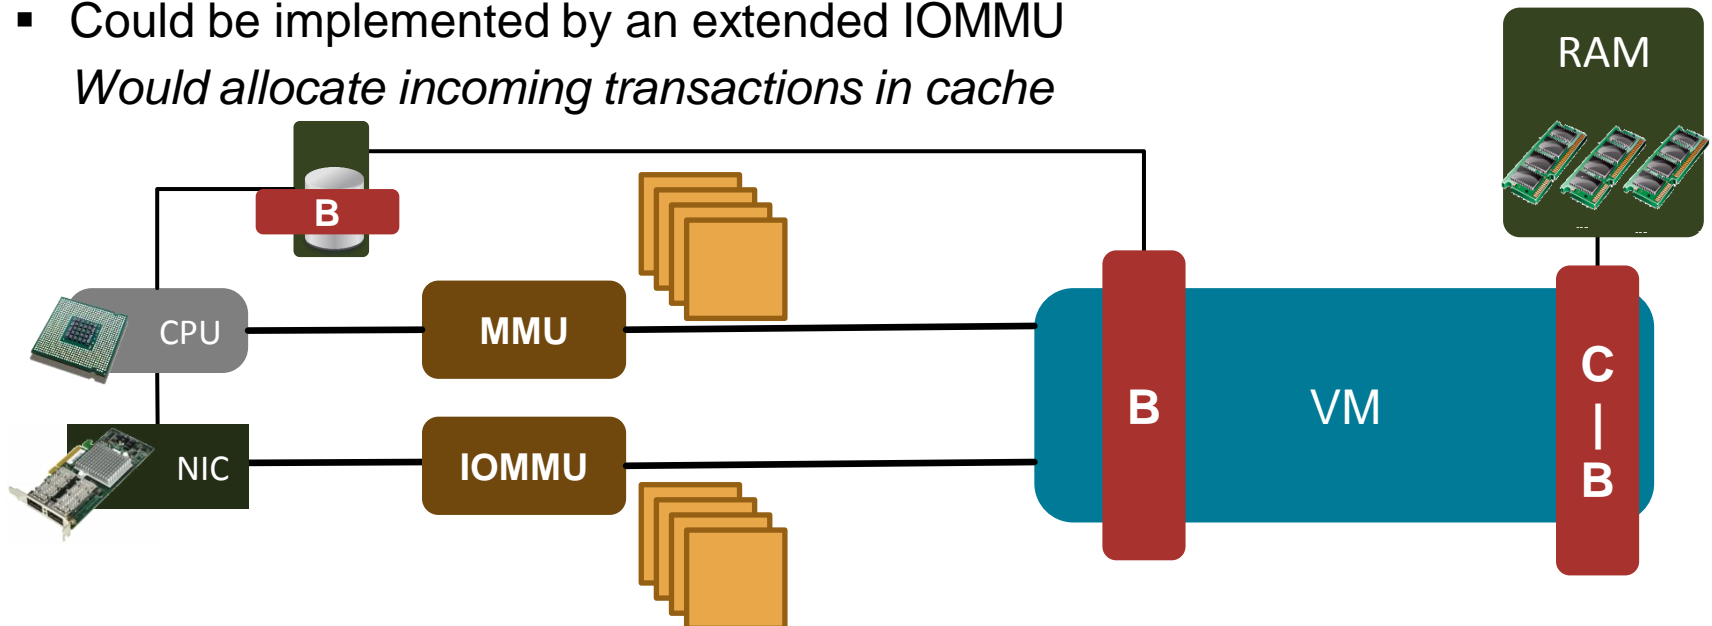 ▪ Could be implemented by an extended IOMMU
Would allocate incoming transactions in cache
RAM
B
CPU
MMU
B
VM
C
|
B
NIC
IOMMU